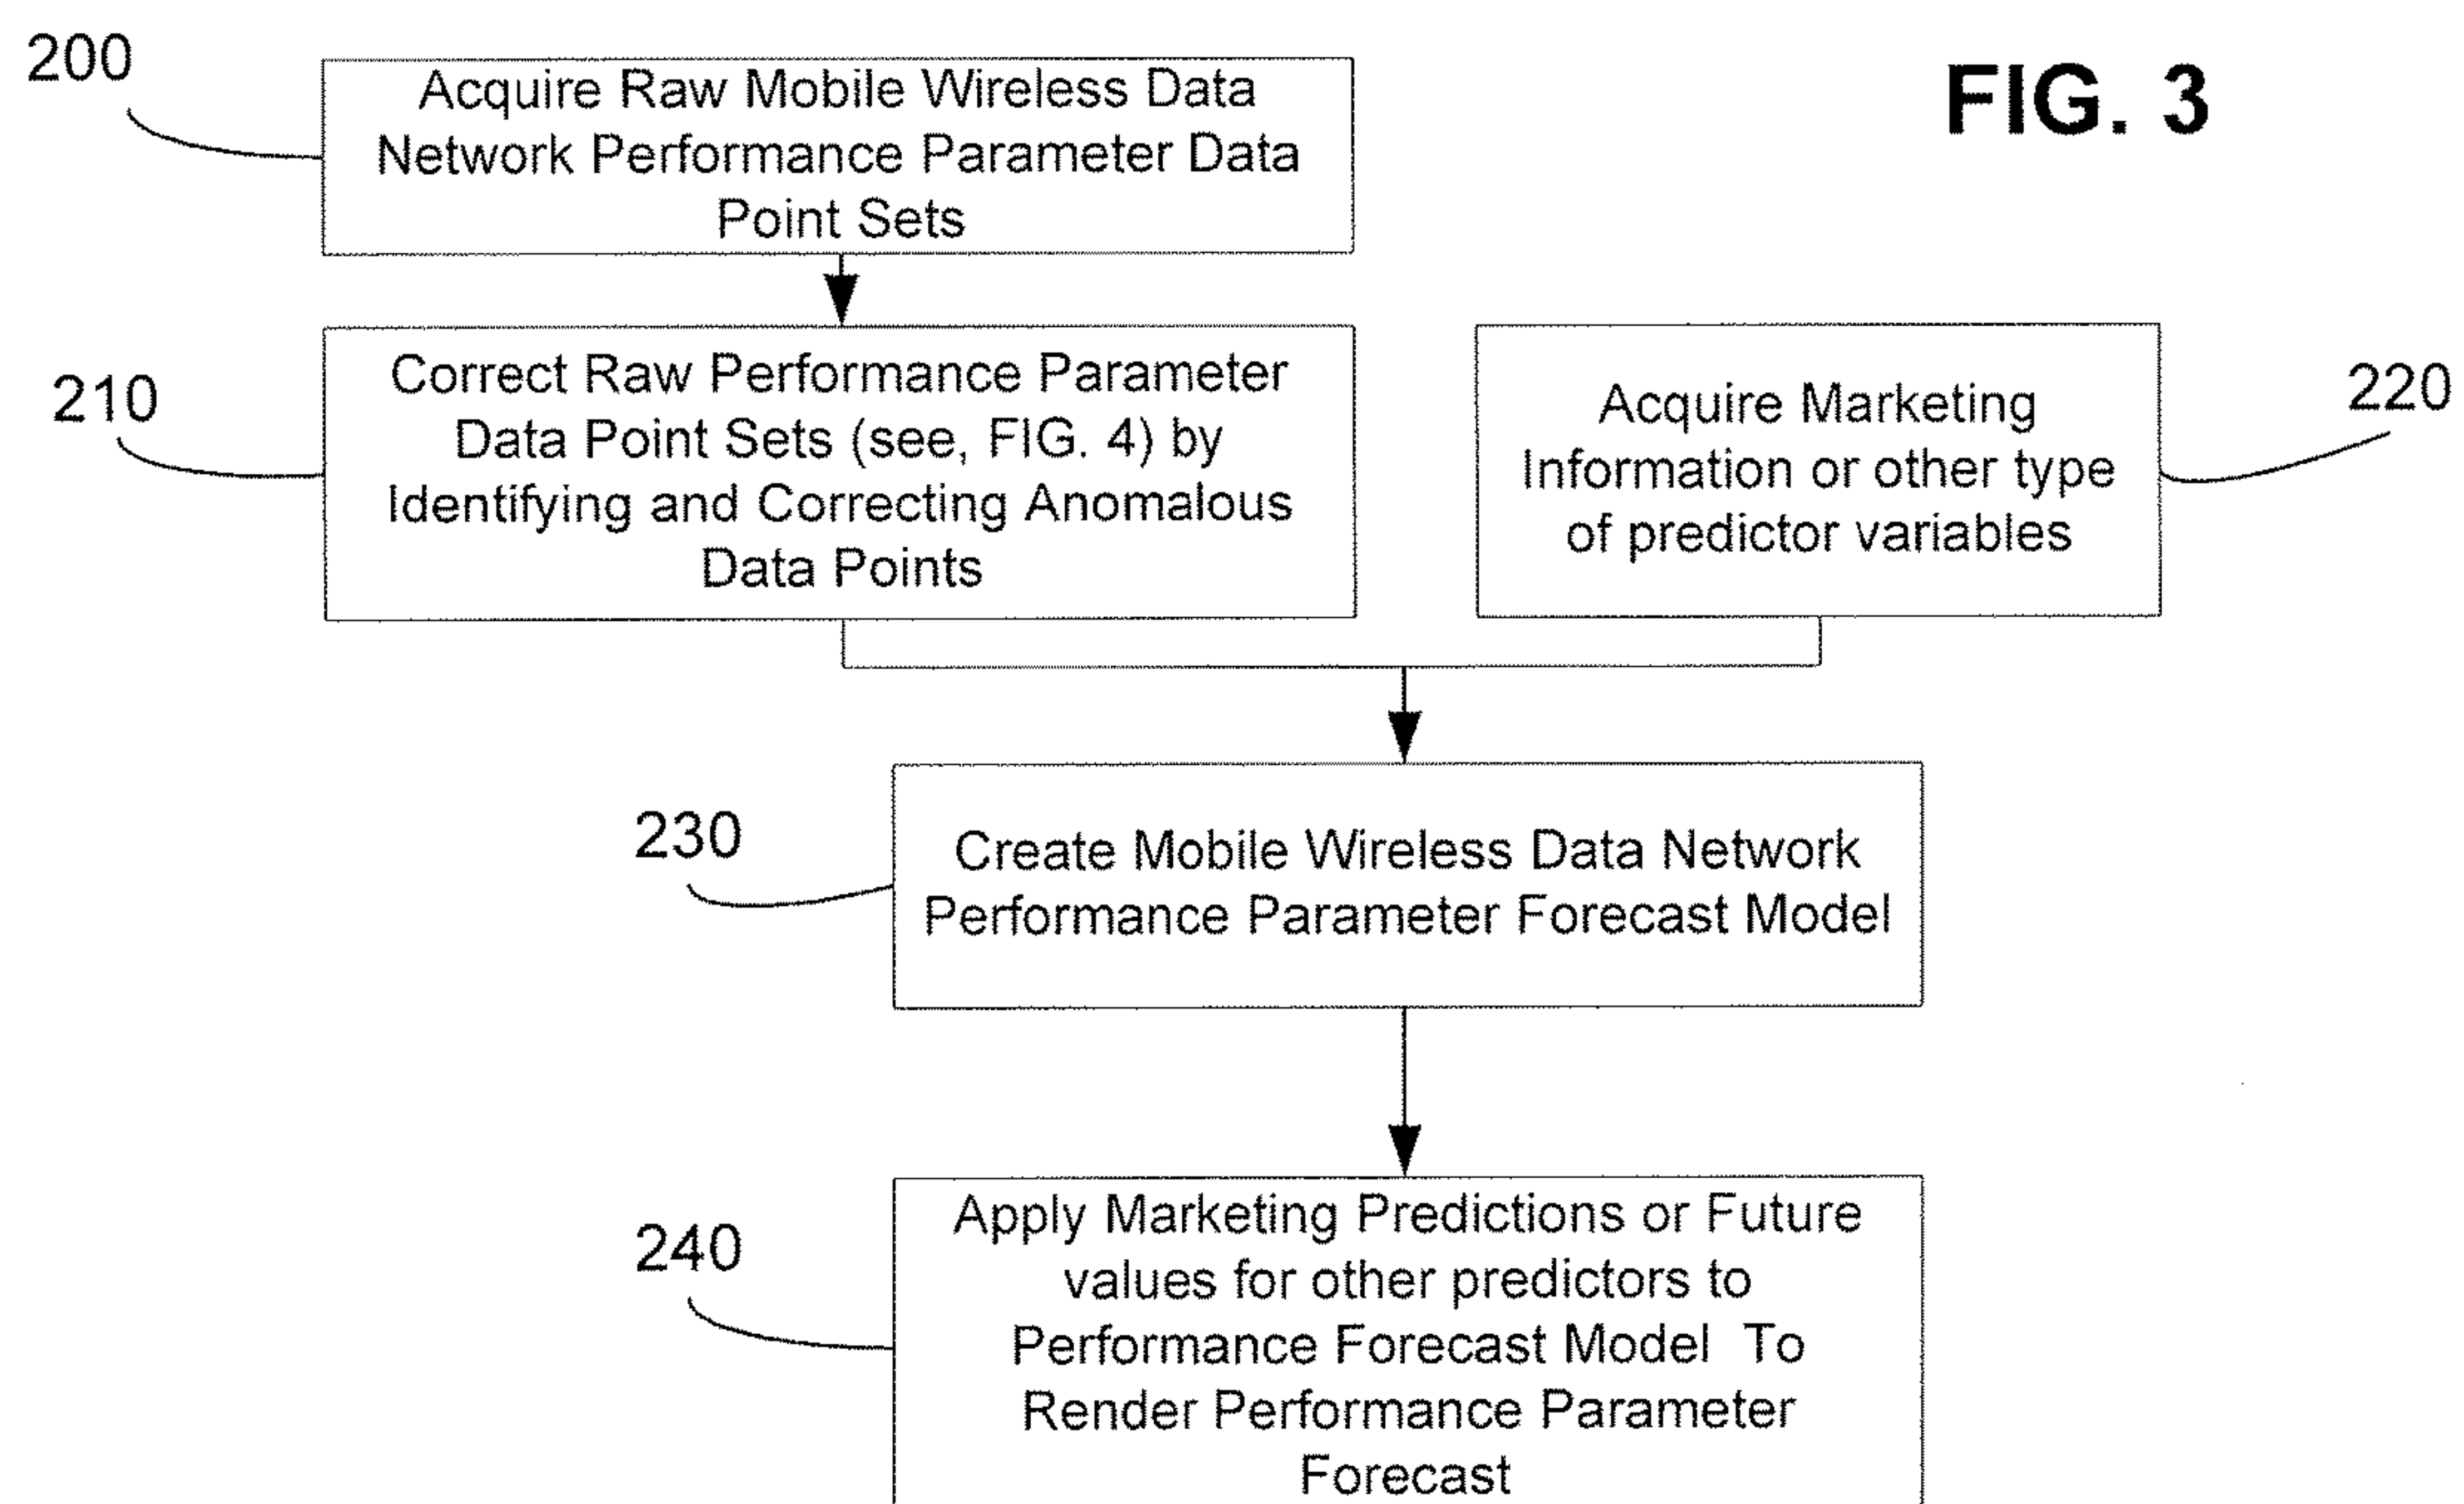 FIG. 3
200
Acquire Raw Mobile Wireless Data
Network Performance Parameter Data
Point Sets
210
Correct Raw Performance Parameter
Data Point Sets (see, FIG. 4) by
Identifying and Correcting Anomalous
Data Points
220
Acquire Marketing
Information or other type
of predictor variables
230
Create Mobile Wireless Data Network
Performance Parameter Forecast Model
240
Apply Marketing Predictions or Future
values for other predictors to
Performance Forecast Model To
Render Performance Parameter
Forecast